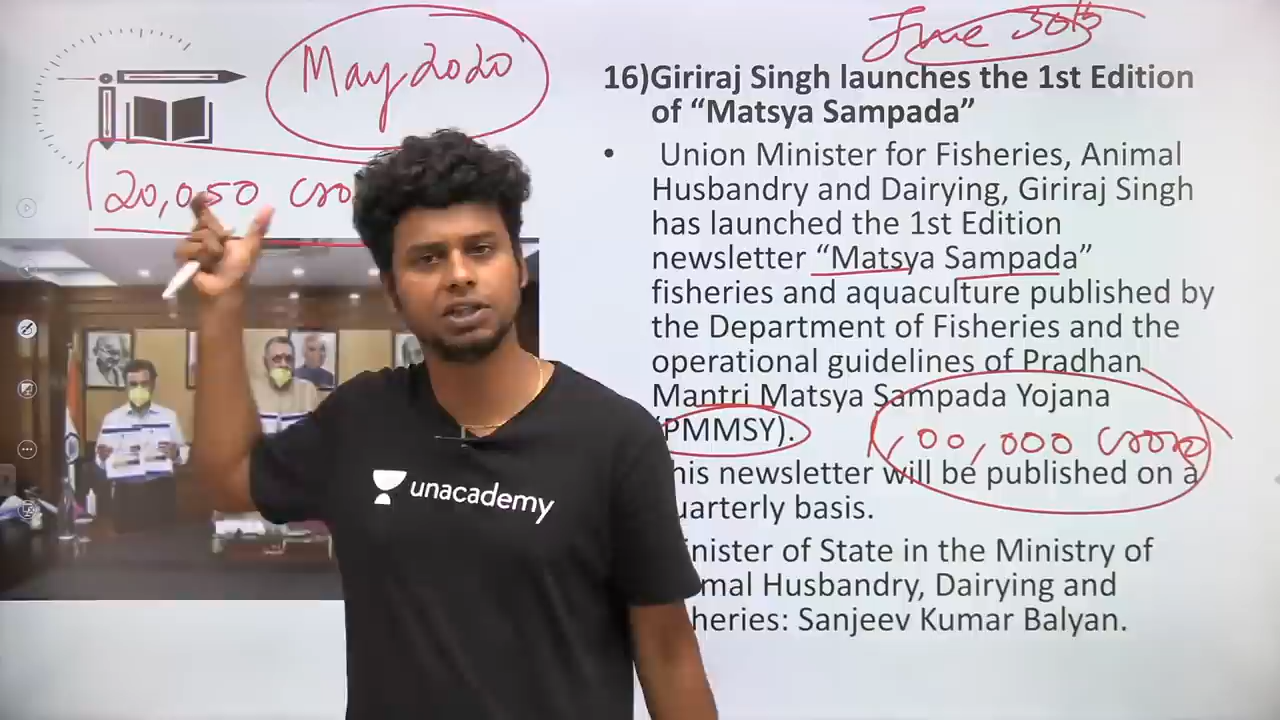 June 30th
May 2020
20,050 cro
16)Giriraj Singh launches the 1st Edition
of “Matsya Sampada”
• Union Minister for Fisheries, Animal
Husbandry and Dairying, Giriraj Singh
has launched the 1st Edition
newsletter “Matsya Sampada”
fisheries and aquaculture published by
the Department of Fisheries and the
operational guidelines of Pradhan
Mantri Matsya Sampada Yojana
(PMMSY).
,00,000 crore
his newsletter will be published on a
uarterly basis.
inister of State in the Ministry of
mal Husbandry, Dairying and
heries: Sanjeev Kumar Balyan.
unacademy